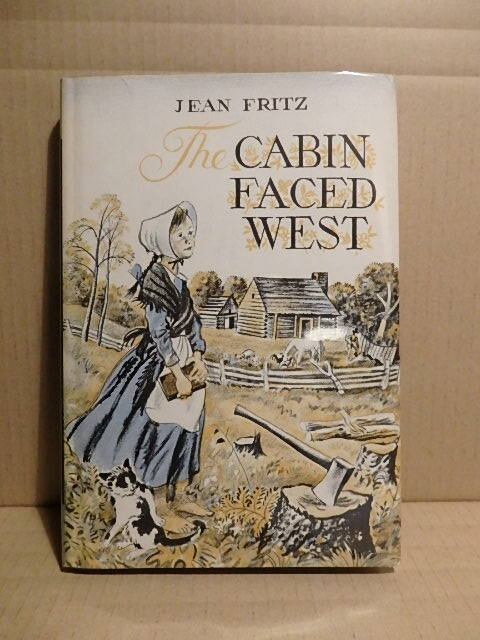 JEAN FRITZ
The CABIN
FACED
WEST